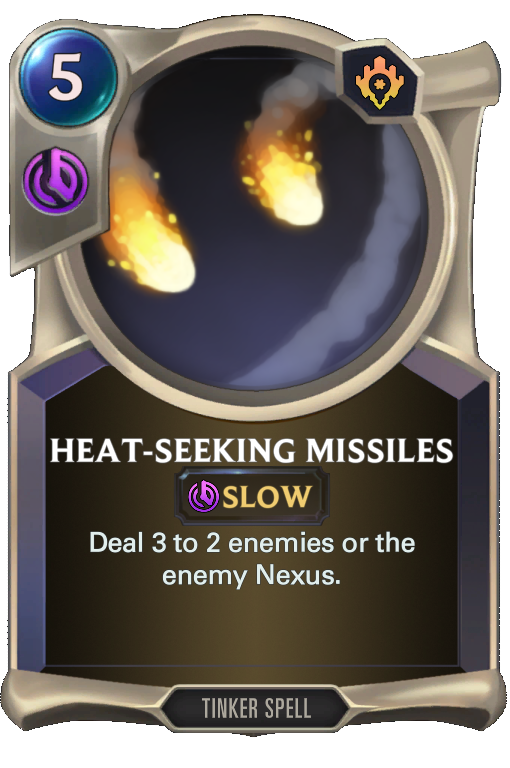 5
HEAT-SEEKING MISSILES
SLOW
Deal 3 to 2 enemies or the
enemy Nexus.
TINKER SPELL